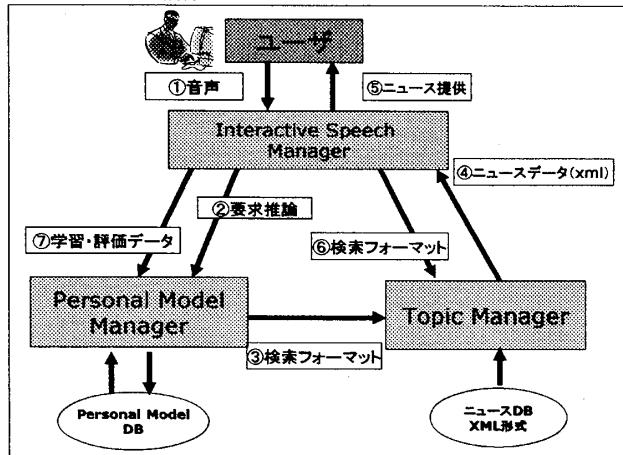 ユーザ
①音声
⑤ニュース提供
Interactive Speech
Manager
④ニュースデータ(xml)
②要求推論
⑦学習・評価データ
⑥検索フォーマット
Personal Model
Manager
Topic Manager
③検索フォーマット
Personal Model
DB
ニュースDB
XML形式